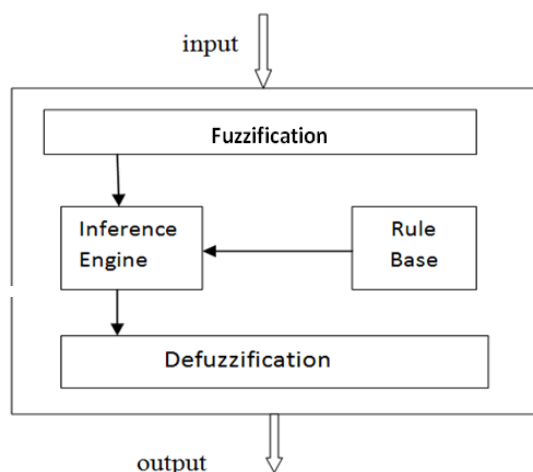 input
Fuzzification
Inference
Engine
Rule
Base
Defuzzification
output